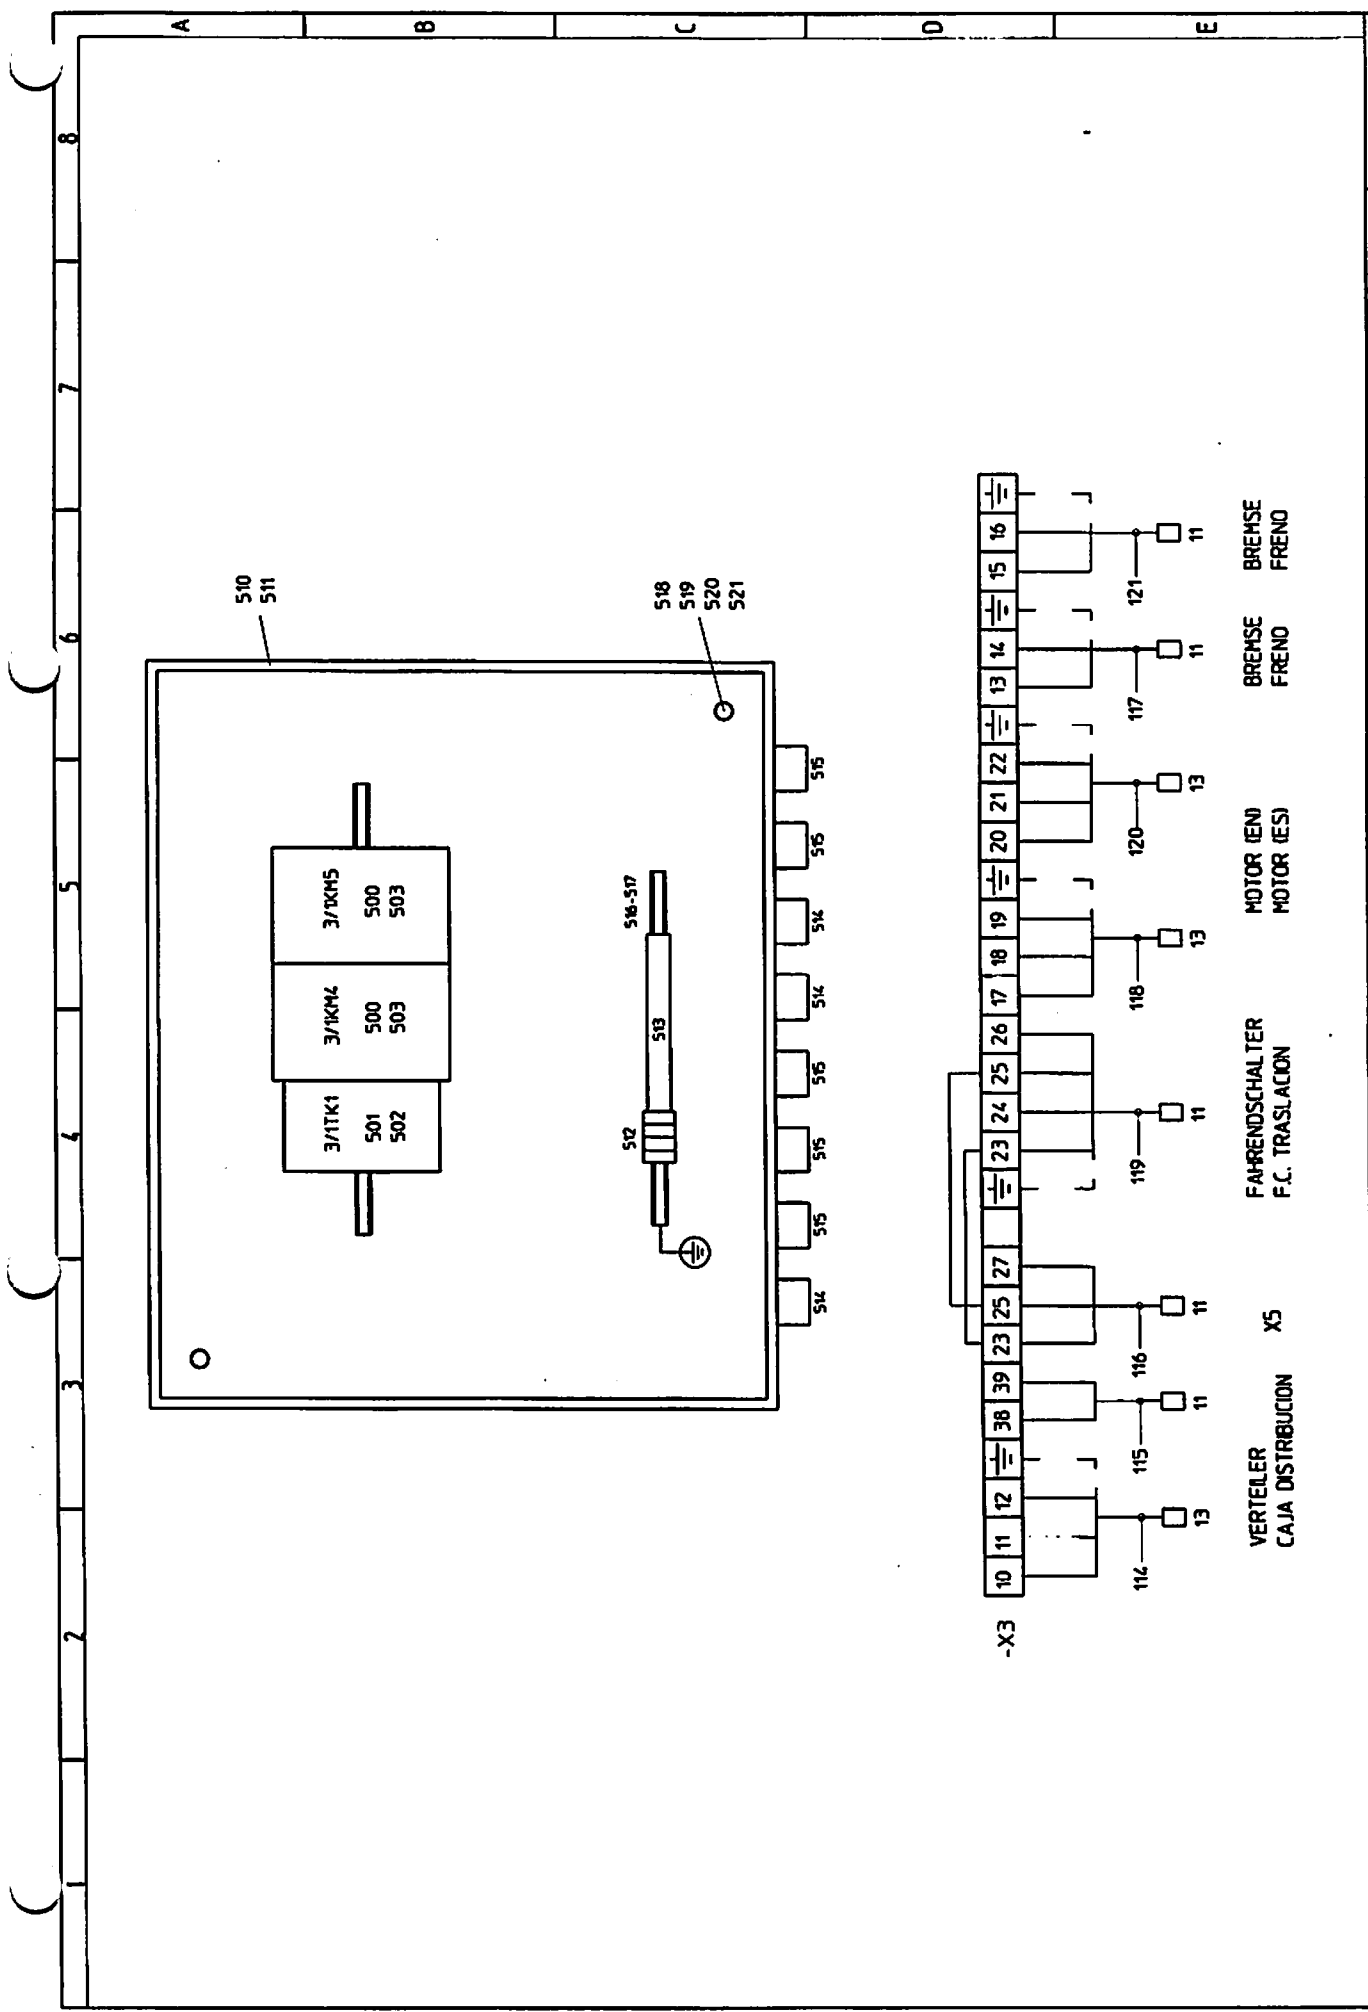 1 2 3 4 5 6 7 8
A
B
C
D
E
510
511
3/1TK1 3/1KM4 3/1KM5
501 500 500
502 503 503
512 513 516-517
518
519
520
521
514 515 515 515 514 514 515 515
-X3 10 11 12 38 39 23 25 27 23 24 25 26 17 18 19 20 21 22 13 14 15 16
114 115 116 119 118 120 117 121
13 11 11 11 13 13 11 11
VERTEILER
CAJA DISTRIBUCION X5
FAHRENDSCHALTER
F.C. TRASLACION
MOTOR (EN)
MOTOR (ES)
BREMSE
FRENO
BREMSE
FRENO